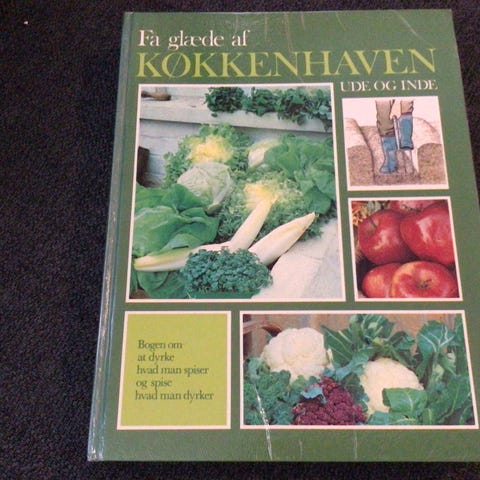 Få glæde af
KØKKENHAVEN
UDE OG INDE
Bogen om
at dyrke
hvad man spiser
og spise
hvad man dyrker